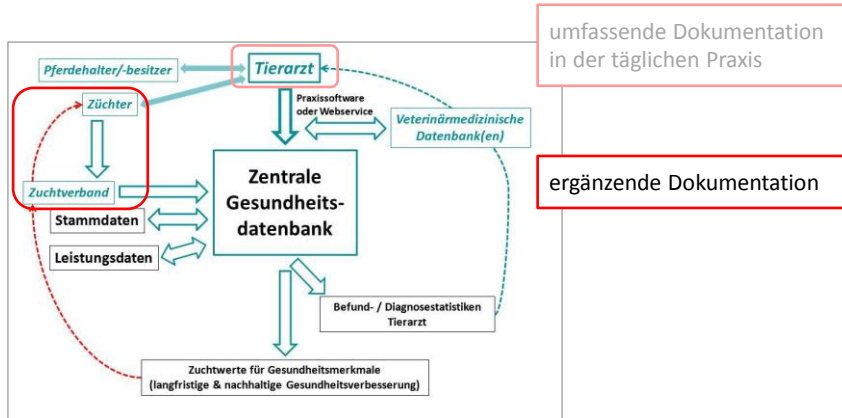 umfassende Dokumentation
in der täglichen Praxis
Pferdehalter/-besitzer
Tierarzt
Züchter
Praxissoftware
oder Webservice
Veterinärmedizinische
Datenbank(en)
ergänzende Dokumentation
Zuchtverband
Zentrale
Gesundheits-
datenbank
Stammdaten
Leistungsdaten
Befund- / Diagnosestatistiken
Tierarzt
Zuchtwerte für Gesundheitsmerkmale
(langfristige & nachhaltige Gesundheitsverbesserung)